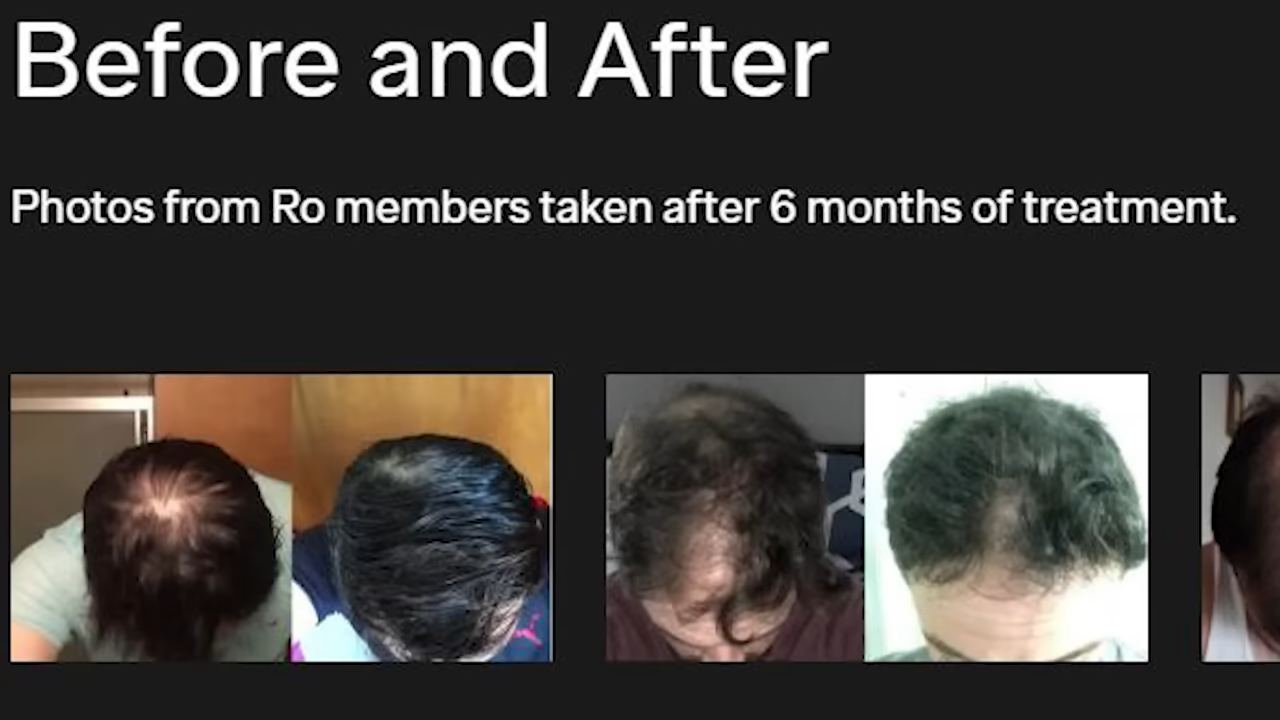 Before and After
Photos from Ro members taken after 6 months of treatment.